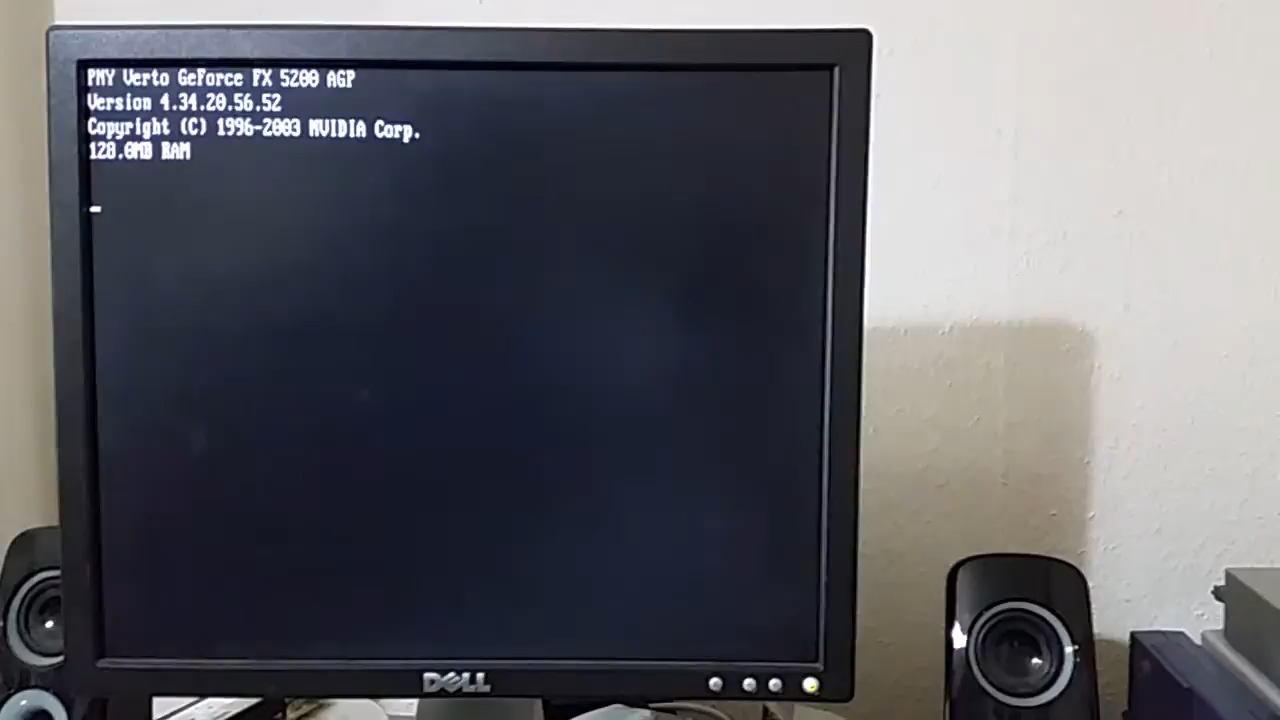 PNY Verto GeForce FX 5200 AGP
Version 4.34.20.56.52
Copyright (C) 1996-2003 NVIDIA Corp.
128.0MB RAM
DELL